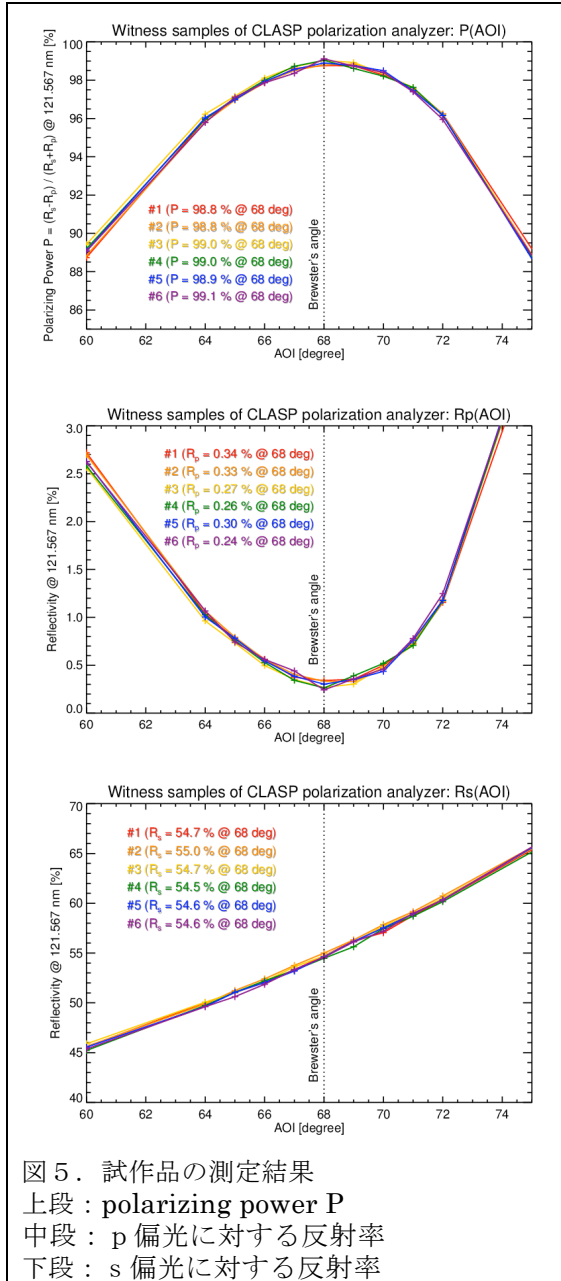 Witness samples of CLASP polarization analyzer: P(AOI)
Polarizing Power P = (Rs-Rp) / (Rs+Rp) @ 121.567 nm [%]
100
98
96
94
92
90
88
86
#1 (P = 98.8 % @ 68 deg)
#2 (P = 98.8 % @ 68 deg)
#3 (P = 99.0 % @ 68 deg)
#4 (P = 99.0 % @ 68 deg)
#5 (P = 98.9 % @ 68 deg)
#6 (P = 99.1 % @ 68 deg)
Brewster's angle
60 62 64 66 68 70 72 74
AOI [degree]
Witness samples of CLASP polarization analyzer: Rp(AOI)
Reflectivity @ 121.567 nm [%]
3.0
2.5
2.0
1.5
1.0
0.5
0.0
#1 (Rp = 0.34 % @ 68 deg)
#2 (Rp = 0.33 % @ 68 deg)
#3 (Rp = 0.27 % @ 68 deg)
#4 (Rp = 0.26 % @ 68 deg)
#5 (Rp = 0.30 % @ 68 deg)
#6 (Rp = 0.24 % @ 68 deg)
Brewster's angle
60 62 64 66 68 70 72 74
AOI [degree]
Witness samples of CLASP polarization analyzer: Rs(AOI)
Reflectivity @ 121.567 nm [%]
70
65
60
55
50
45
40
#1 (Rs = 54.7 % @ 68 deg)
#2 (Rs = 55.0 % @ 68 deg)
#3 (Rs = 54.7 % @ 68 deg)
#4 (Rs = 54.5 % @ 68 deg)
#5 (Rs = 54.6 % @ 68 deg)
#6 (Rs = 54.6 % @ 68 deg)
Brewster's angle
60 62 64 66 68 70 72 74
AOI [degree]
図５．試作品の測定結果
上段：polarizing power P
中段：ｐ偏光に対する反射率
下段：ｓ偏光に対する反射率